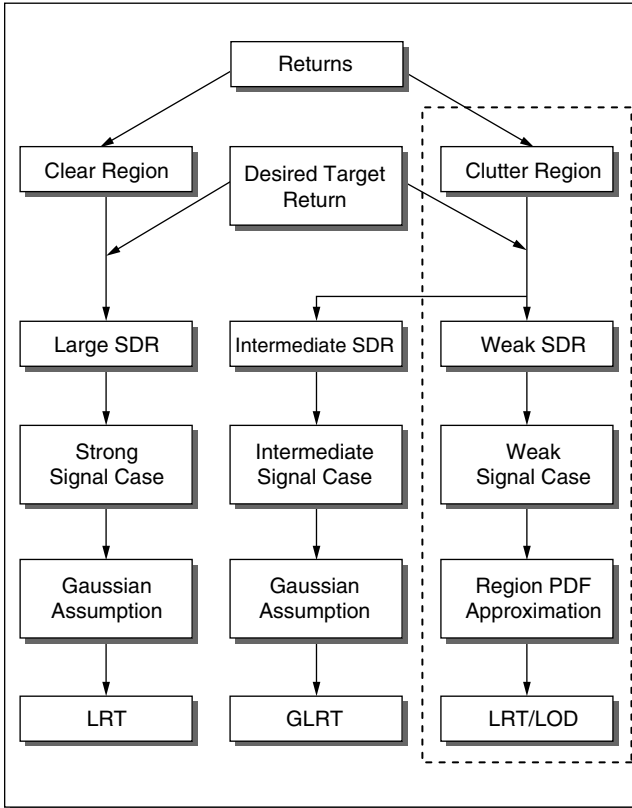 Returns
Clear Region
Desired Target
Return
Clutter Region
Large SDR
Intermediate SDR
Weak SDR
Strong
Signal Case
Intermediate
Signal Case
Weak
Signal Case
Gaussian
Assumption
Gaussian
Assumption
Region PDF
Approximation
LRT
GLRT
LRT/LOD